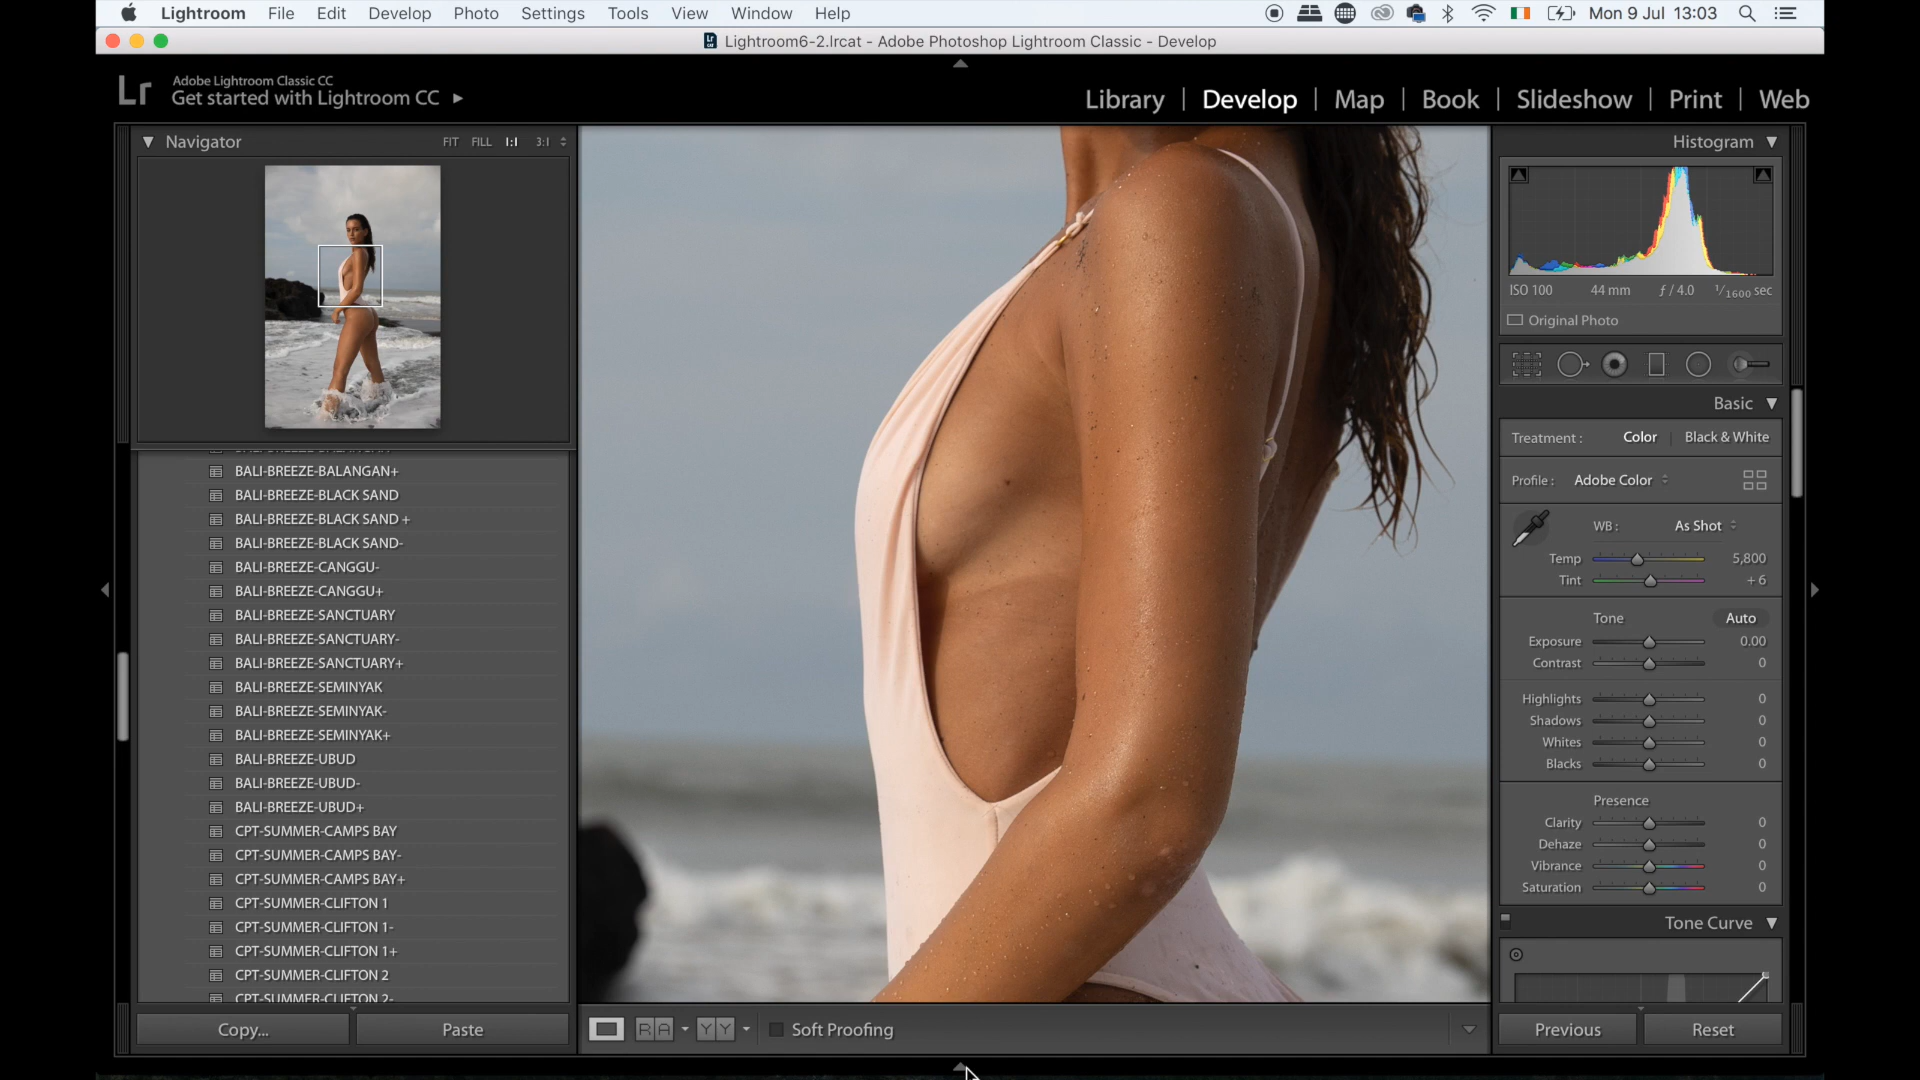 Lightroom File Edit Develop Photo Settings Tools View Window Help
Mon 9 Jul 13:03
Lightroom6-2.lrcat - Adobe Photoshop Lightroom Classic - Develop
Lr
Adobe Lightroom Classic CC
Get started with Lightroom CC
Library | Develop | Map | Book | Slideshow | Print | Web
Navigator
FIT FILL 1:1 3:1
BALI-BREEZE-BALANGAN+
BALI-BREEZE-BLACK SAND
BALI-BREEZE-BLACK SAND +
BALI-BREEZE-BLACK SAND-
BALI-BREEZE-CANGGU-
BALI-BREEZE-CANGGU+
BALI-BREEZE-SANCTUARY
BALI-BREEZE-SANCTUARY-
BALI-BREEZE-SANCTUARY+
BALI-BREEZE-SEMINYAK
BALI-BREEZE-SEMINYAK-
BALI-BREEZE-SEMINYAK+
BALI-BREEZE-UBUD
BALI-BREEZE-UBUD-
BALI-BREEZE-UBUD+
CPT-SUMMER-CAMPS BAY
CPT-SUMMER-CAMPS BAY-
CPT-SUMMER-CAMPS BAY+
CPT-SUMMER-CLIFTON 1
CPT-SUMMER-CLIFTON 1-
CPT-SUMMER-CLIFTON 1+
CPT-SUMMER-CLIFTON 2
CPT-SUMMER-CLIFTON 2-
Copy... Paste
R A Y Y Soft Proofing
Histogram
ISO 100 44 mm ƒ / 4.0 1/1600 sec
Original Photo
Basic
Treatment : Color | Black & White
Profile : Adobe Color
WB : As Shot
Temp 5,800
Tint + 6
Tone Auto
Exposure 0.00
Contrast 0
Highlights 0
Shadows 0
Whites 0
Blacks 0
Presence
Clarity 0
Dehaze 0
Vibrance 0
Saturation 0
Tone Curve
Previous Reset